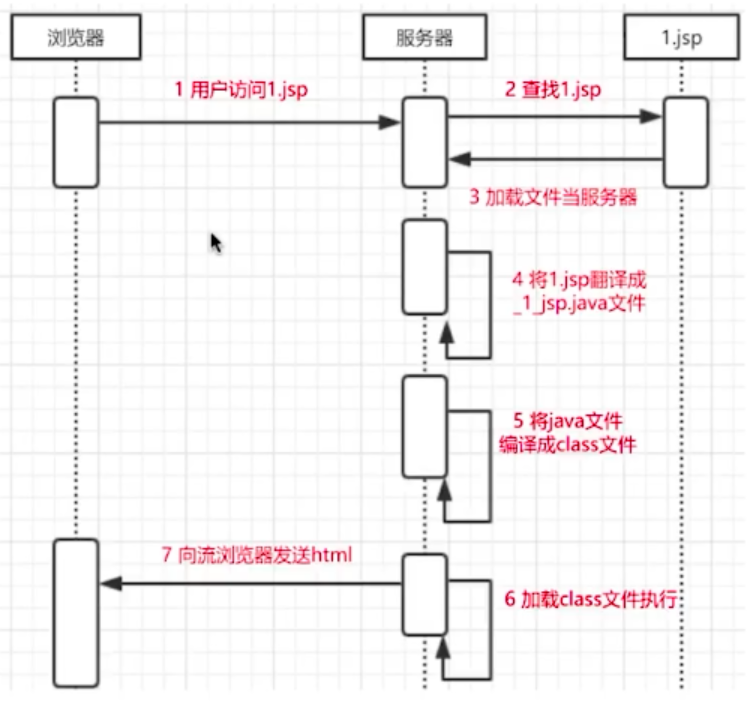 浏览器
服务器
1.jsp
1 用户访问1.jsp
2 查找1.jsp
3 加载文件当服务器
4 将1.jsp翻译成
_1_jsp.java文件
5 将java文件
编译成class文件
7 向流浏览器发送html
6 加载class文件执行